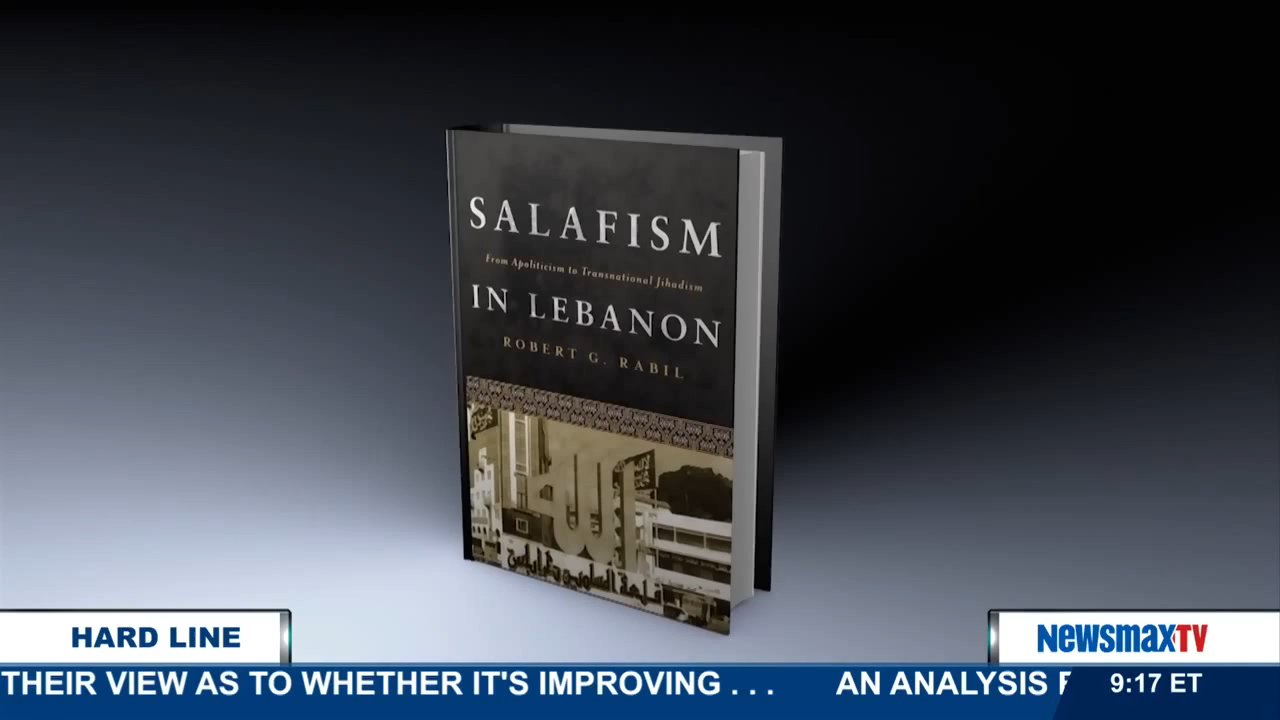 SALAFISM
From Apoliticism to Transnational Jihadism
IN LEBANON
ROBERT G. RABIL
الله
HARD LINE
NEWSMAXTV
THEIR VIEW AS TO WHETHER IT'S IMPROVING . . . AN ANALYSIS
9:17 ET